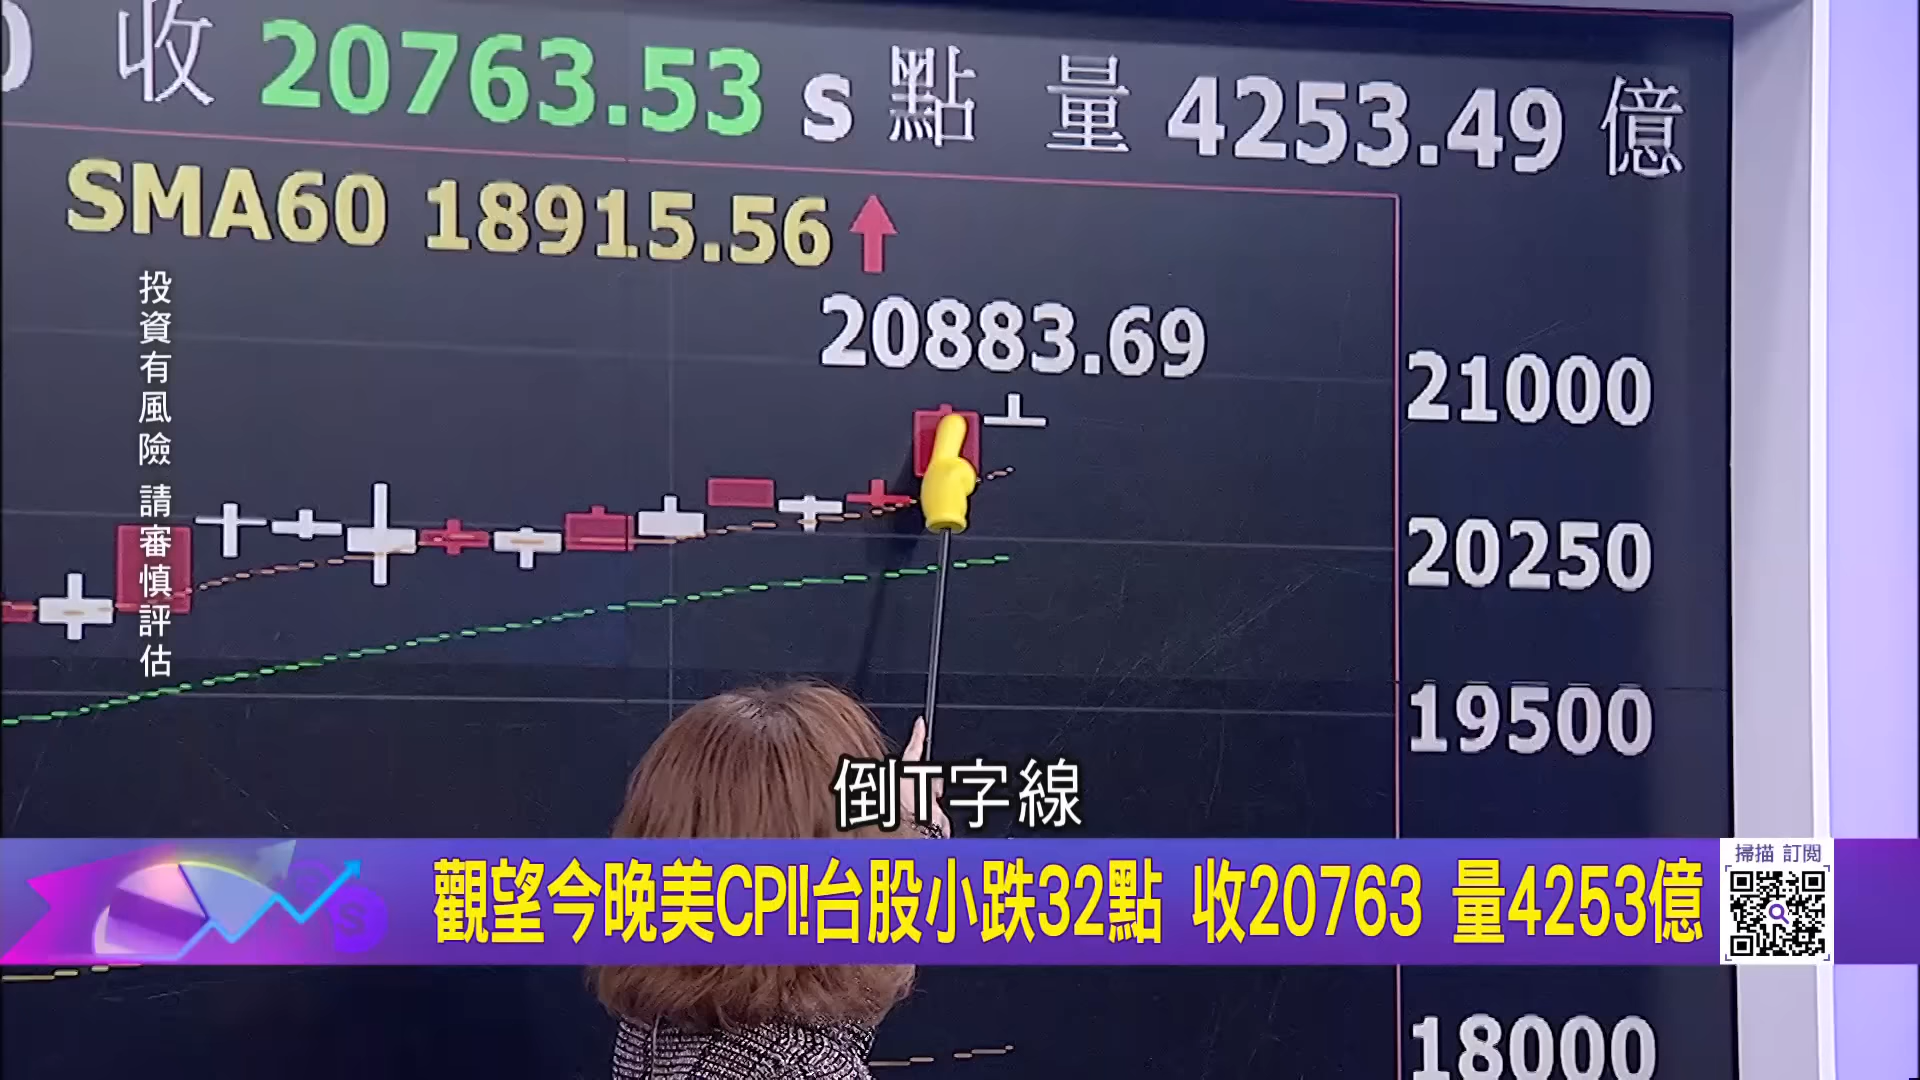 收 20763.53 s 點 量 4253.49 億
SMA60 18915.56
20883.69
21000
20250
19500
18000
投資有風險 請審慎評估
倒T字線
觀望今晚美CPI!台股小跌32點 收20763 量4253億
掃描 訂閱